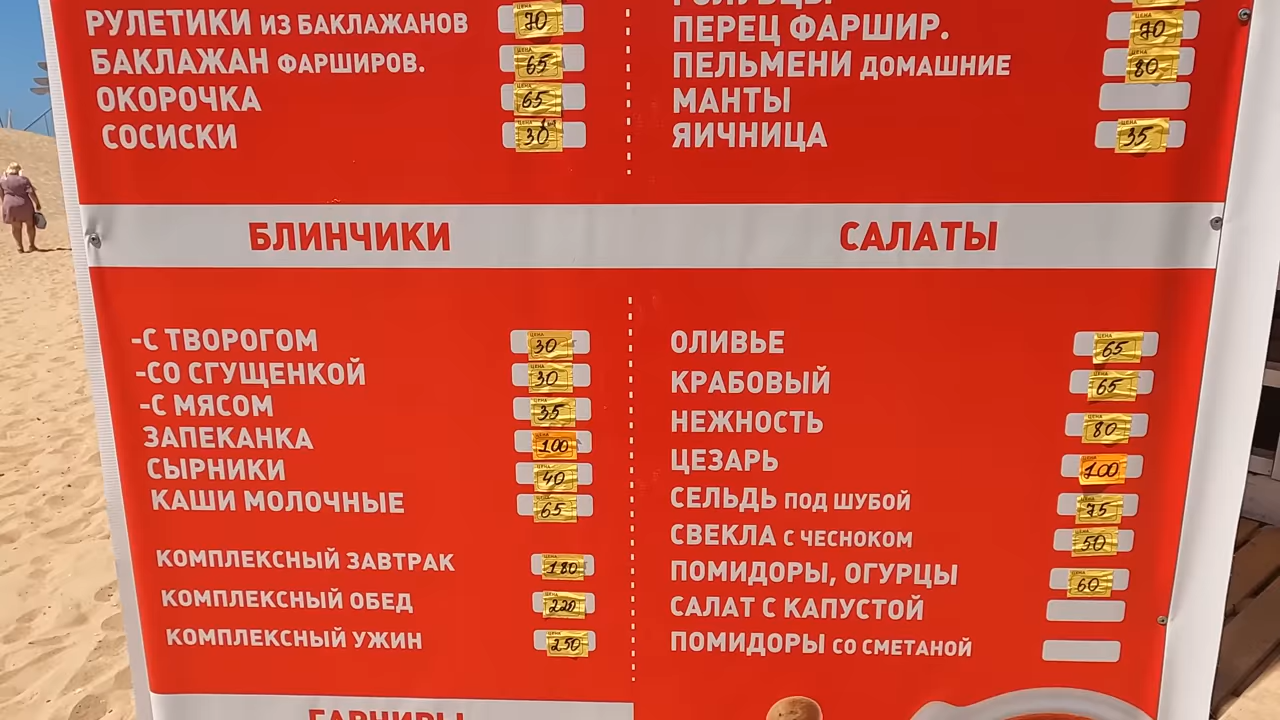 РУЛЕТИКИ ИЗ БАКЛАЖАНОВ 70
БАКЛАЖАН ФАРШИРОВ. 65
ОКОРОЧКА 65
СОСИСКИ 30
ПЕРЕЦ ФАРШИР. 70
ПЕЛЬМЕНИ ДОМАШНИЕ 80
МАНТЫ
ЯИЧНИЦА 35
БЛИНЧИКИ
-С ТВОРОГОМ 30
-СО СГУЩЕНКОЙ 30
-С МЯСОМ 35
ЗАПЕКАНКА 100
СЫРНИКИ 40
КАШИ МОЛОЧНЫЕ 65
КОМПЛЕКСНЫЙ ЗАВТРАК 180
КОМПЛЕКСНЫЙ ОБЕД 220
КОМПЛЕКСНЫЙ УЖИН 250
САЛАТЫ
ОЛИВЬЕ 65
КРАБОВЫЙ 65
НЕЖНОСТЬ 80
ЦЕЗАРЬ 100
СЕЛЬДЬ ПОД ШУБОЙ 75
СВЕКЛА С ЧЕСНОКОМ 50
ПОМИДОРЫ, ОГУРЦЫ 60
САЛАТ С КАПУСТОЙ
ПОМИДОРЫ СО СМЕТАНОЙ
ГАРНИРЫ